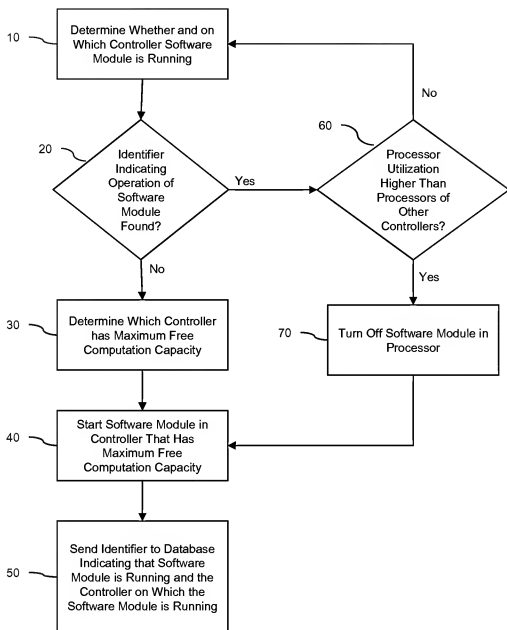 10
Determine Whether and on
Which Controller Software
Module is Running
No
60
20
Identifier
Indicating
Operation of
Software
Module
Found?
Yes
Processor
Utilization
Higher Than
Processors of
Other
Controllers?
No
Yes
30
Determine Which Controller
has Maximum Free
Computation Capacity
70
Turn Off Software Module in
Processor
40
Start Software Module in
Controller That Has
Maximum Free
Computation Capacity
50
Send Identifier to Database
Indicating that Software
Module is Running and the
Controller on Which the
Software Module is Running